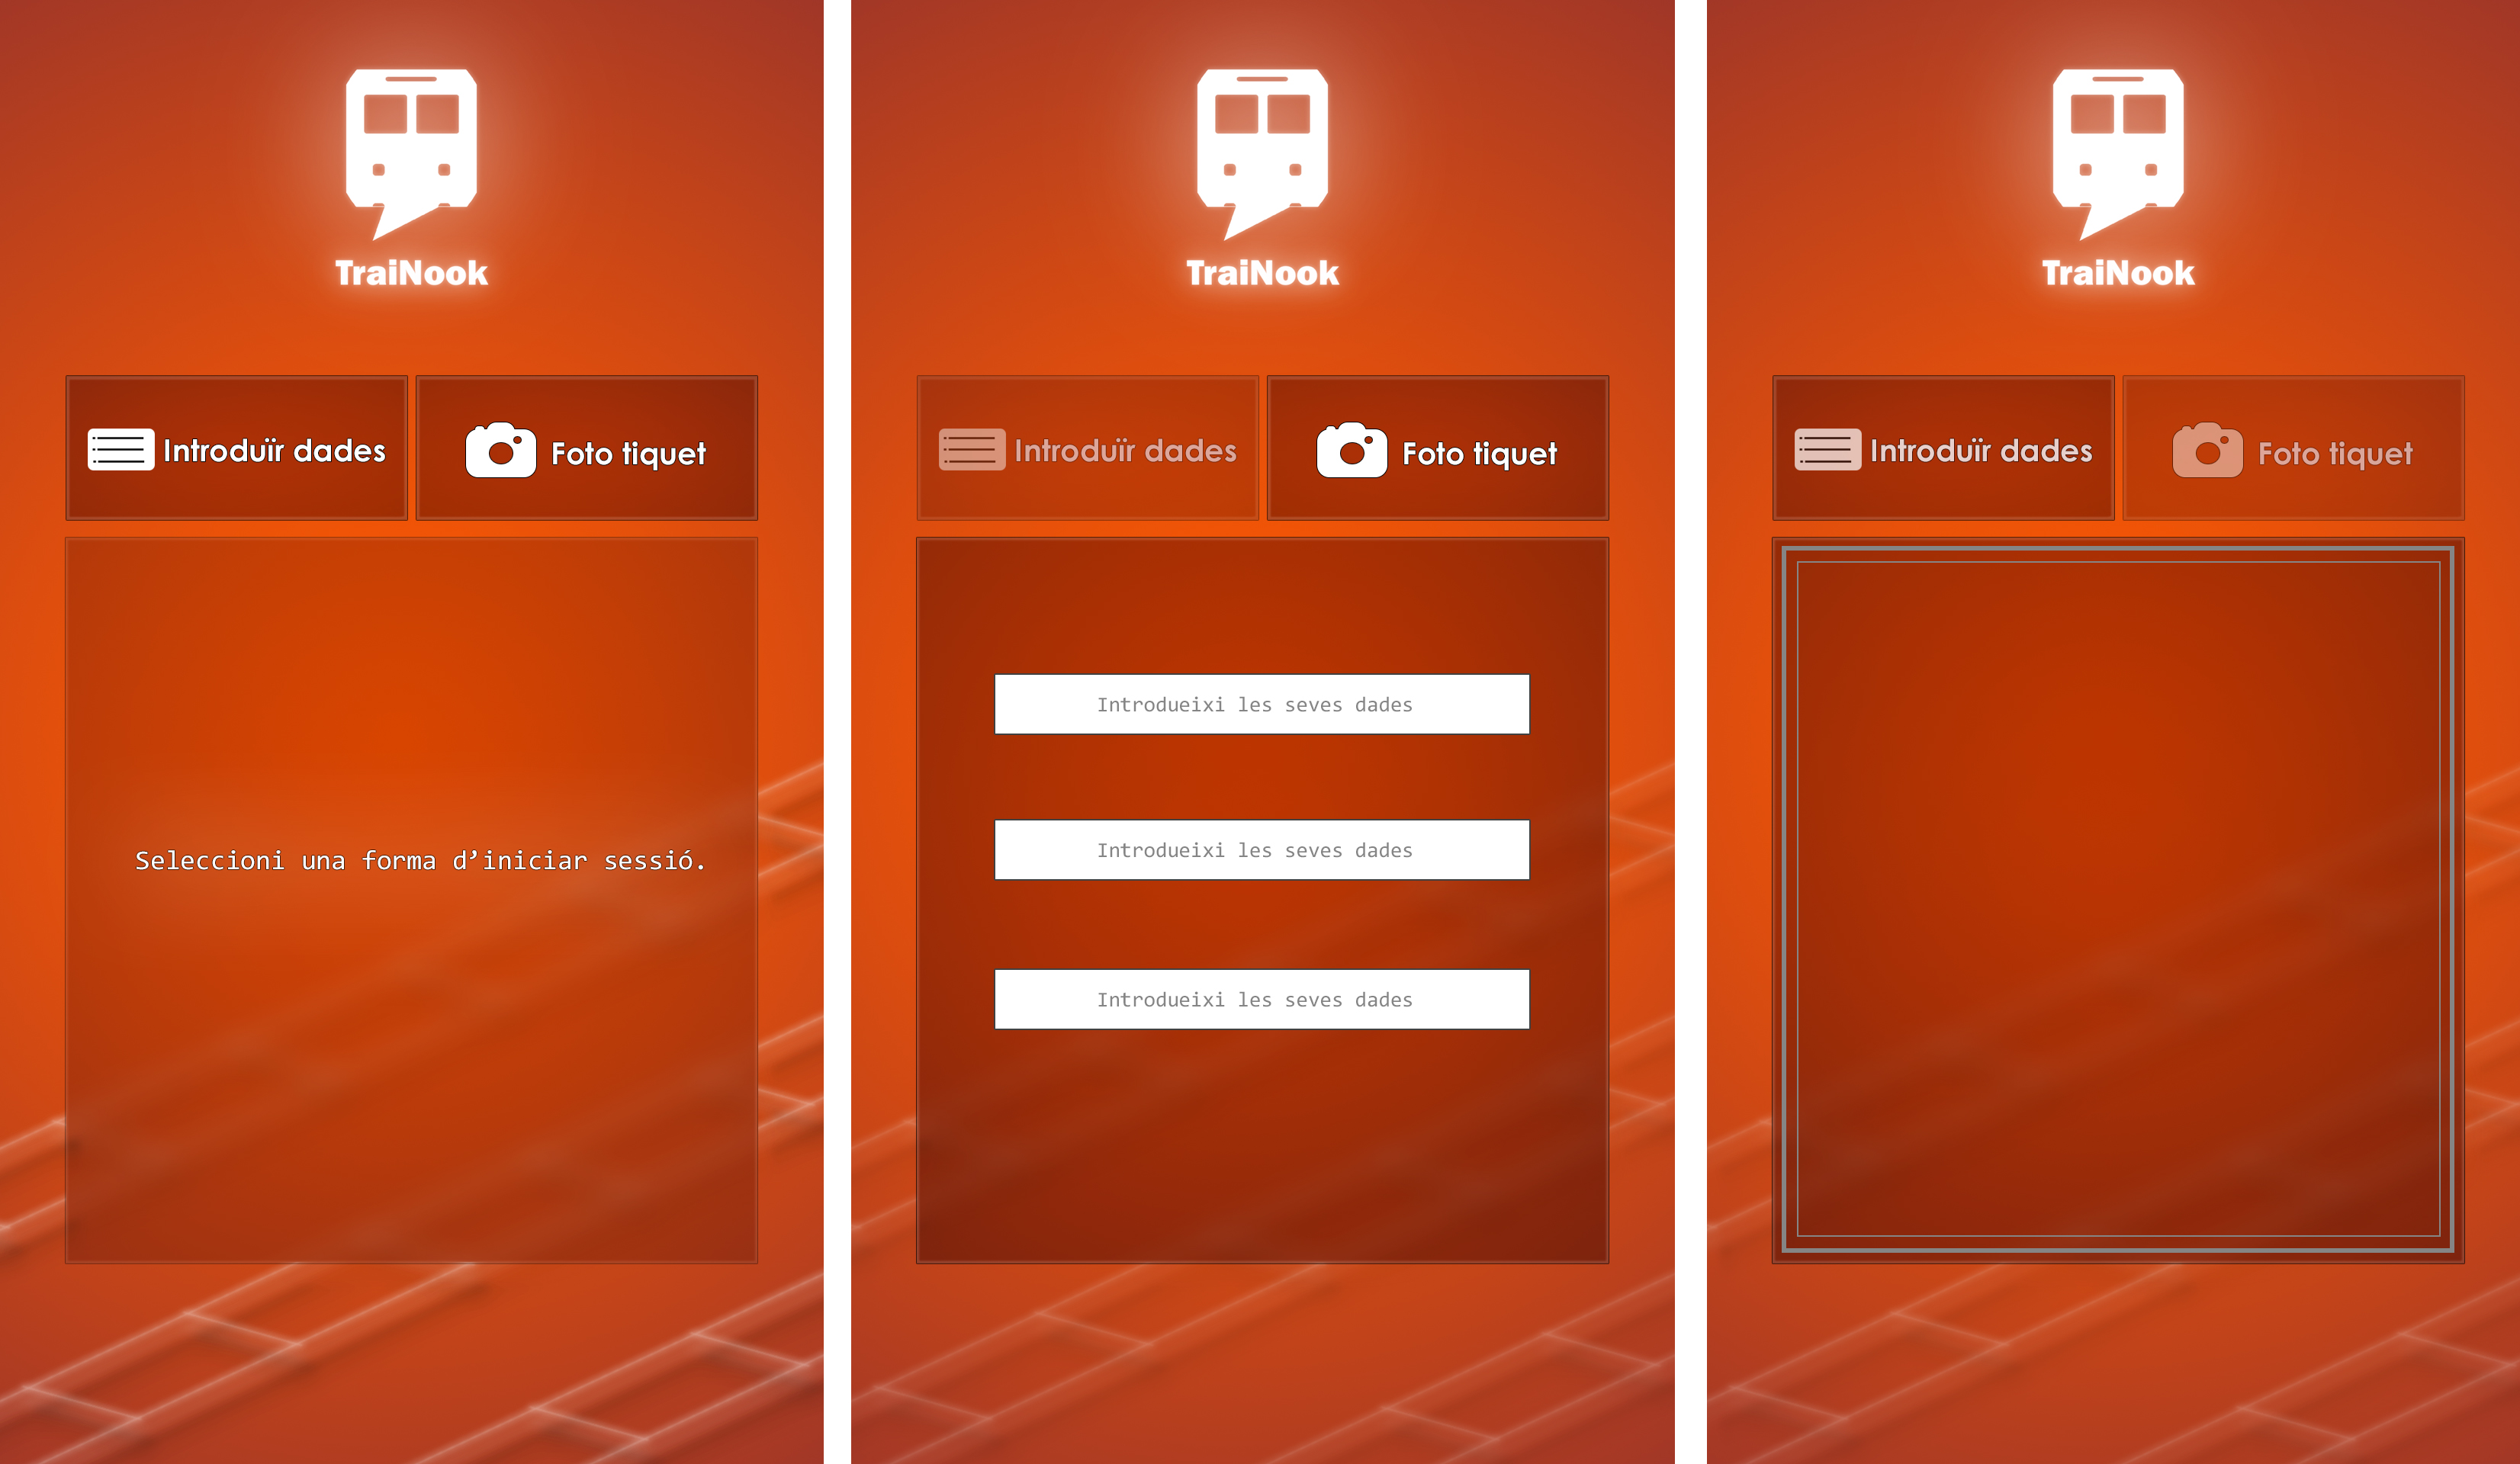 TraiNook
Introduïr dades
Foto tiquet
Seleccioni una forma d’iniciar sessió.
TraiNook
Introduïr dades
Foto tiquet
Introdueixi les seves dades
Introdueixi les seves dades
Introdueixi les seves dades
TraiNook
Introduïr dades
Foto tiquet